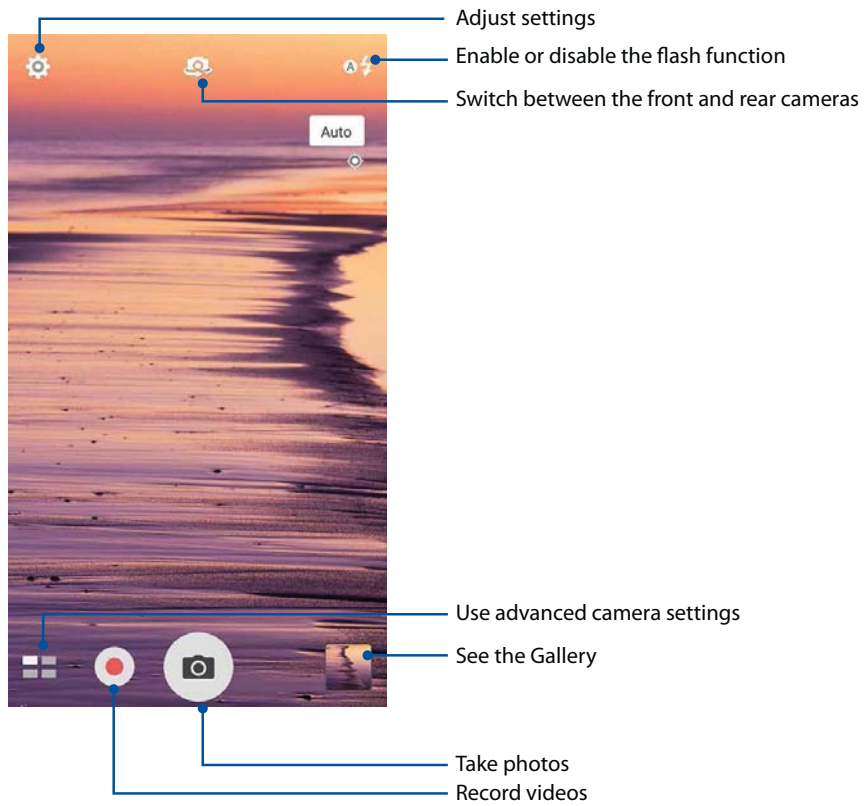 Adjust settings
Enable or disable the flash function
A
Switch between the front and rear cameras
Auto
Use advanced camera settings
See the Gallery
Take photos
Record videos